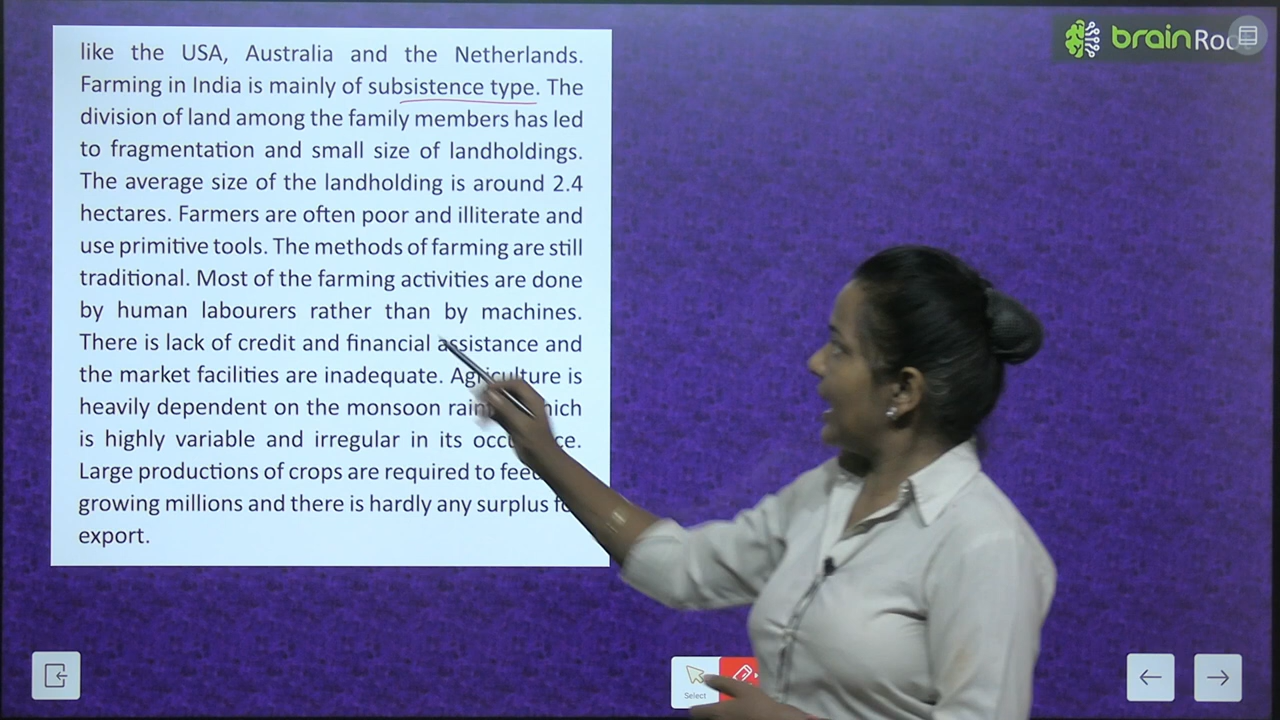 like the USA, Australia and the Netherlands.
Farming in India is mainly of subsistence type. The
division of land among the family members has led
to fragmentation and small size of landholdings.
The average size of the landholding is around 2.4
hectares. Farmers are often poor and illiterate and
use primitive tools. The methods of farming are still
traditional. Most of the farming activities are done
by human labourers rather than by machines.
There is lack of credit and financial assistance and
the market facilities are inadequate. Agriculture is
heavily dependent on the monsoon
is highly variable and irregular in its
Large productions of crops are required to
growing millions and there is hardly any surplus
export.
brain
Select